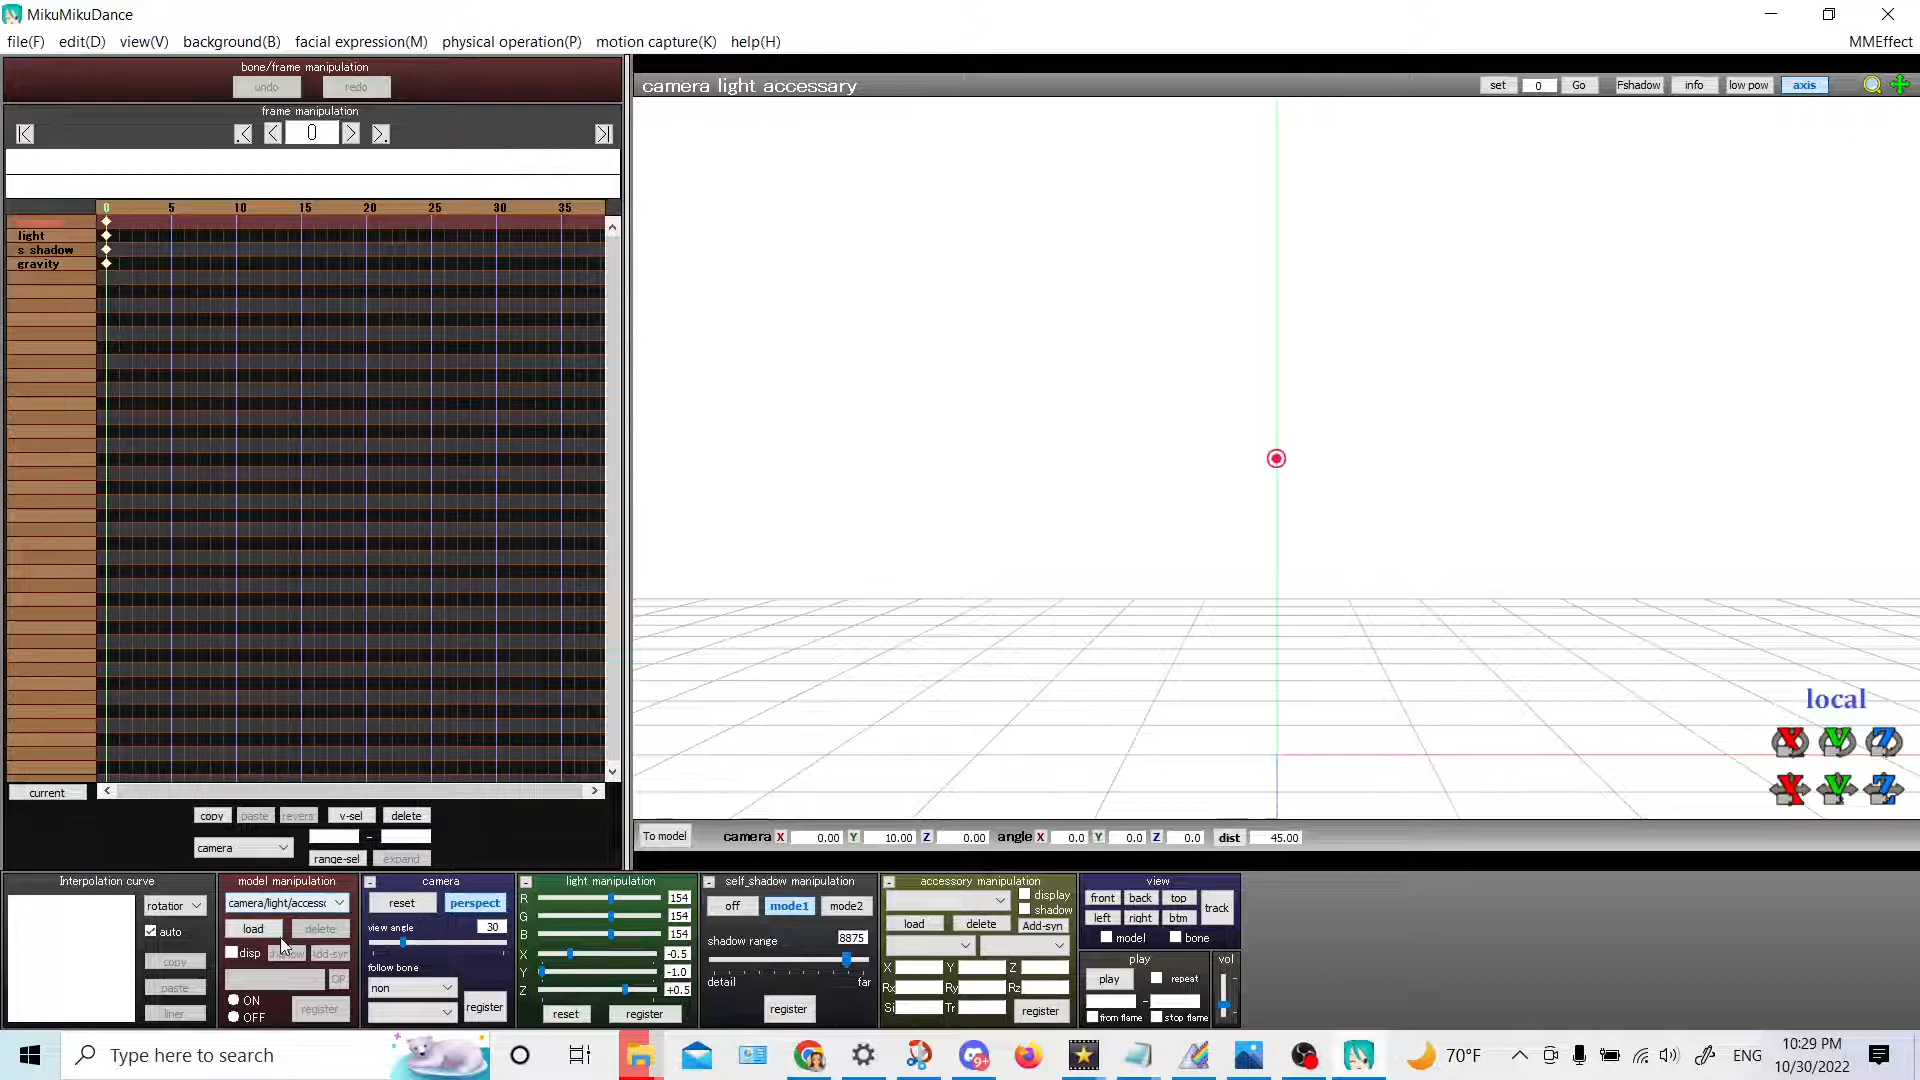 MikuMikuDance
file(F) edit(D) view(V) background(B) facial expression(M) physical operation(P) motion capture(K) help(H) MMEffect
bone/frame manipulation
undo redo
frame manipulation
0
0 5 10 15 20 25 30 35
light
s shadow
gravity
current
copy paste revers v-sel delete
-
camera range-sel expand
camera light accessary set 0 Go Fshadow info low pow axis
local
X Y Z
X Y Z
To model camera X 0.00 Y 10.00 Z 0.00 angle X 0.0 Y 0.0 Z 0.0 dist 45.00
Interpolation curve
auto
copy
paste
liner
model manipulation
camera/light/access
load delete
disp Add-syn
OP
ON
OFF register
camera
reset perspect
view angle 30
follow bone
non
register
light manipulation
R 154
G 154
B 154
X -0.5
Y -1.0
Z +0.5
reset register
self_shadow manipulation
off mode1 mode2
shadow range 8875
detail far
register
accessory manipulation
display
shadow
load delete Add-syn
X Y Z
Rx Ry Rz
Si Tr register
view
front back top
left right btm track
model bone
play vol
play repeat
-
from flame stop flame
Type here to search
9+
70°F ENG 10:29 PM
10/30/2022